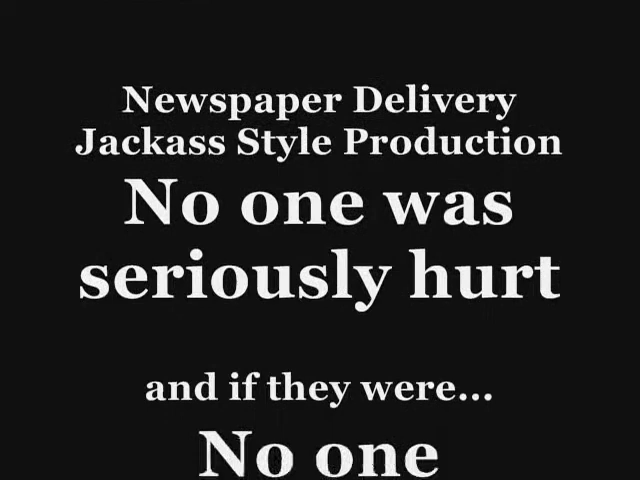 Newspaper Delivery
Jackass Style Production
No one was
seriously hurt
and if they were...
No one